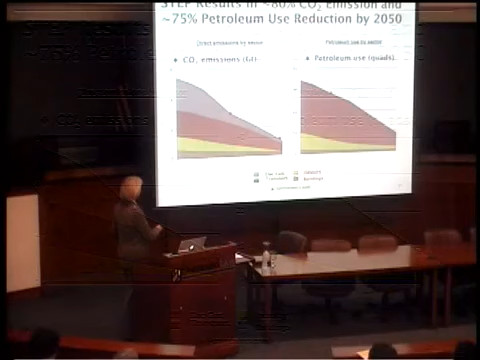 STEP Results in ~80% CO₂ Emission and
~75% Petroleum Use Reduction by 2050
Direct emissions by sector
Petroleum use by sector
CO₂ emissions (Gt)
Petroleum use (quads)
Buildings